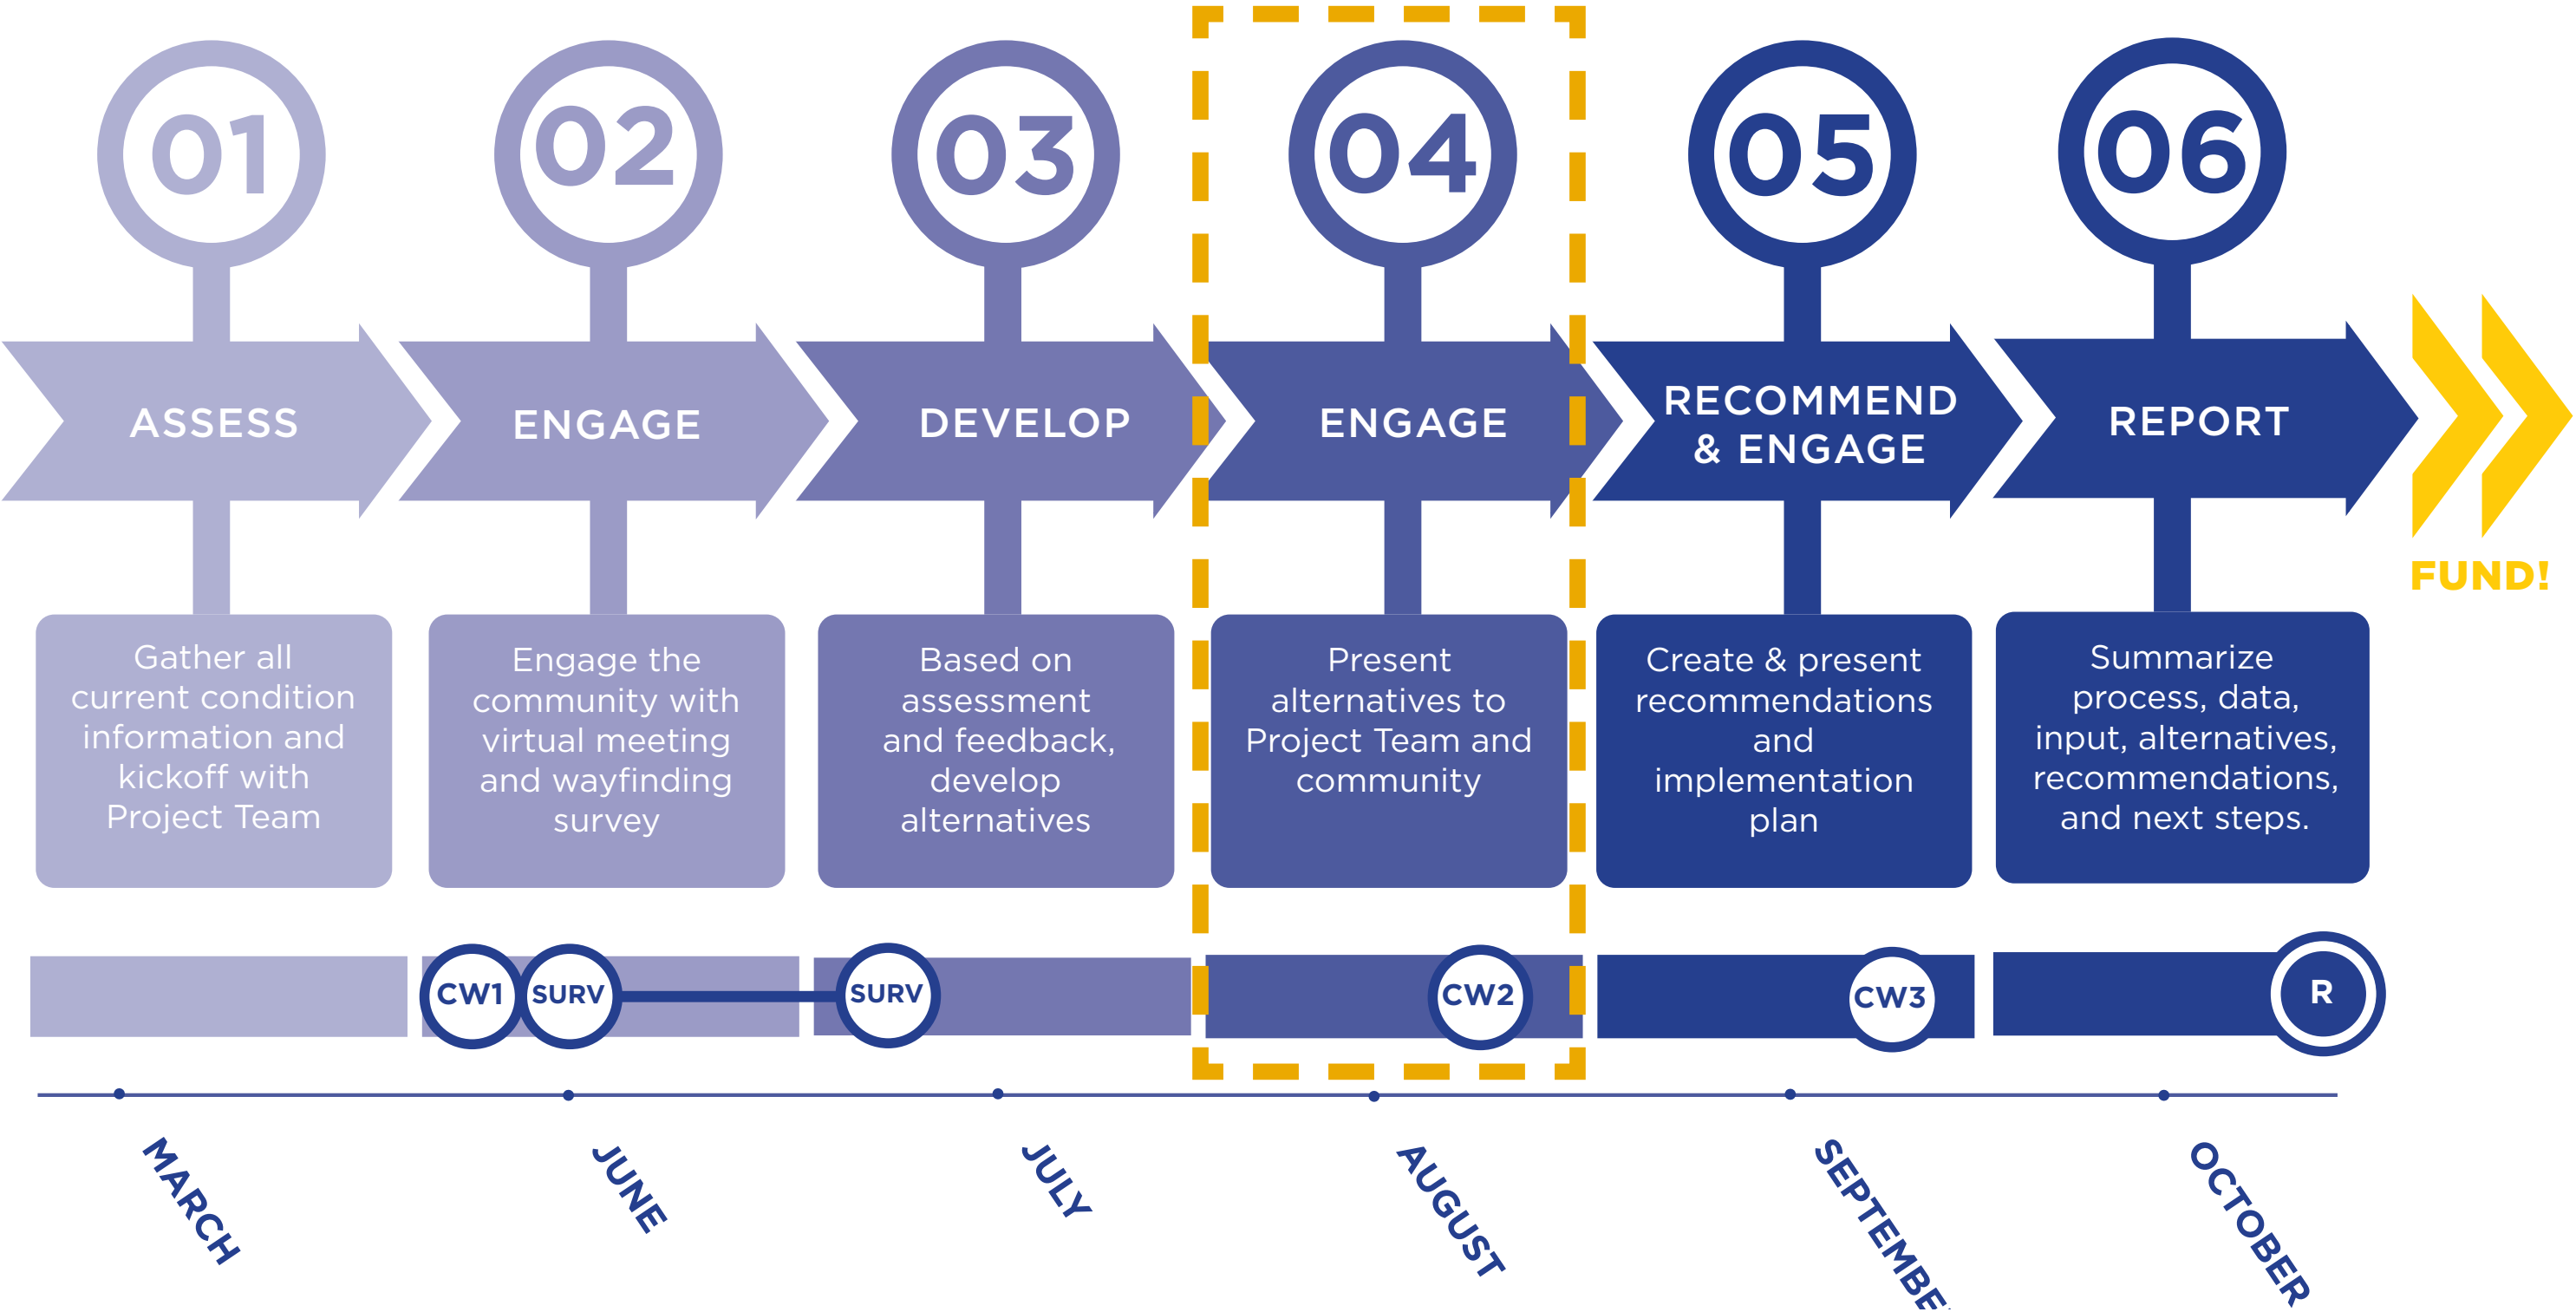 01
02
03
04
05
06
ASSESS
ENGAGE
DEVELOP
ENGAGE
RECOMMEND
& ENGAGE
REPORT
FUND!
Gather all
current condition
information and
kickoff with
Project Team
Engage the
community with
virtual meeting
and wayfinding
survey
Based on
assessment
and feedback,
develop
alternatives
Present
alternatives to
Project Team and
community
Create & present
recommendations
and
implementation
plan
Summarize
process, data,
input, alternatives,
recommendations,
and next steps.
CW1
SURV
SURV
CW2
CW3
R
MARCH
JUNE
JULY
AUGUST
OCTOBER